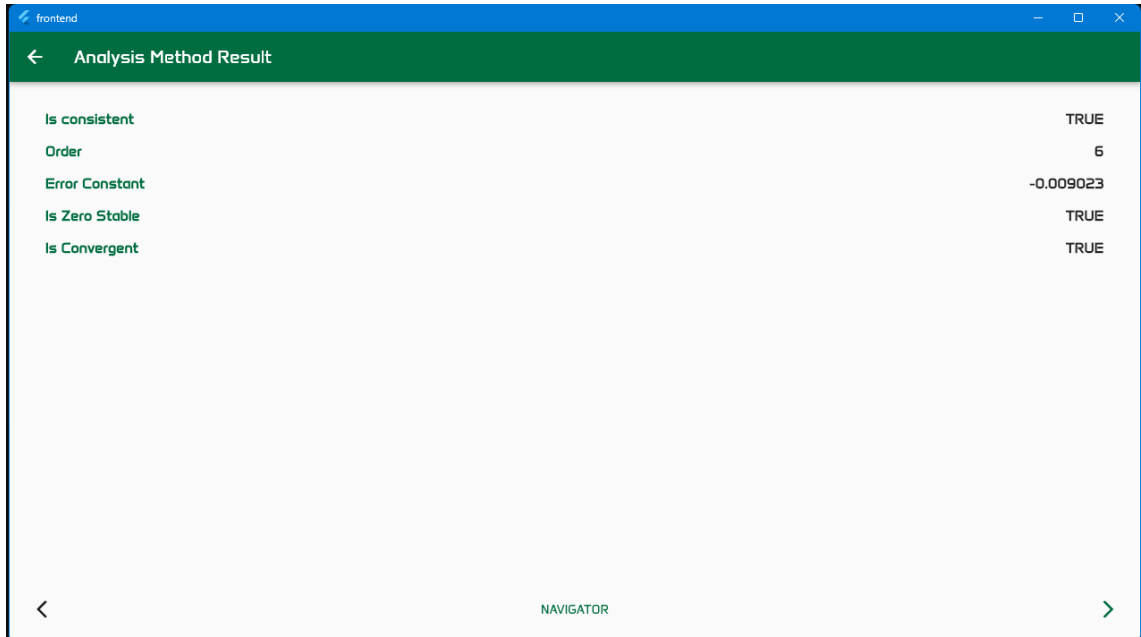 frontend
Analysis Method Result
Is consistent TRUE
Order 6
Error Constant -0.009023
Is Zero Stable TRUE
Is Convergent TRUE
NAVIGATOR